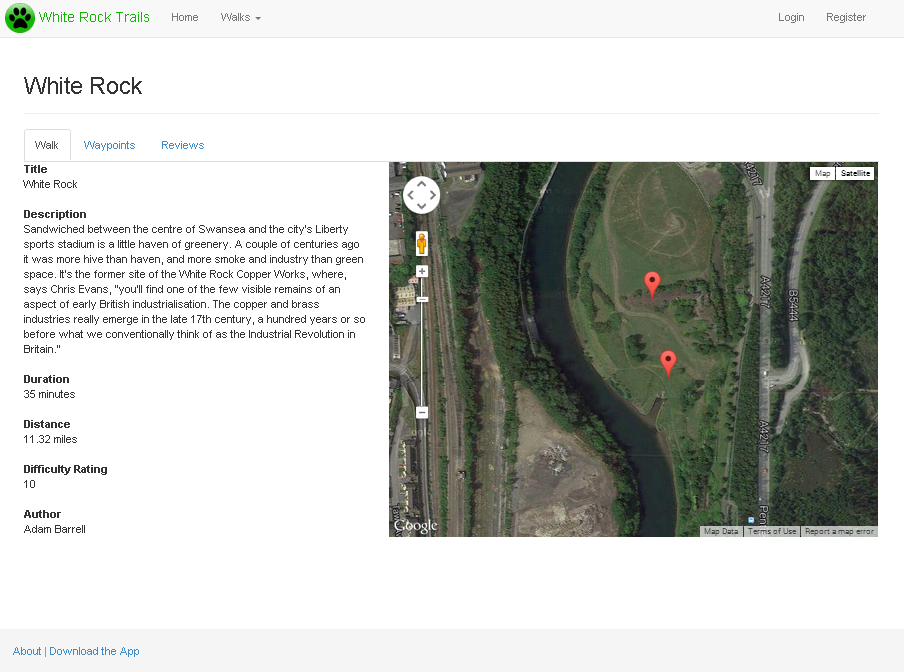 White Rock Trails
Home
Walks
Login
Register
White Rock
Walk
Waypoints
Reviews
Title
White Rock
Description
Sandwiched between the centre of Swansea and the city's Liberty
sports stadium is a little haven of greenery. A couple of centuries ago
it was more hive than haven, and more smoke and industry than green
space. It's the former site of the White Rock Copper Works, where,
says Chris Evans, "you'll find one of the few visible remains of an
aspect of early British industrialisation. The copper and brass
industries really emerge in the late 17th century, a hundred years or so
before what we conventionally think of as the Industrial Revolution in
Britain."
Duration
35 minutes
Distance
11.32 miles
Difficulty Rating
10
Author
Adam Barrell
Map
Satellite
A4217
A4217
B5444
A4217
Pen
Google
Map Data
Terms of Use
Report a map error
About | Download the App